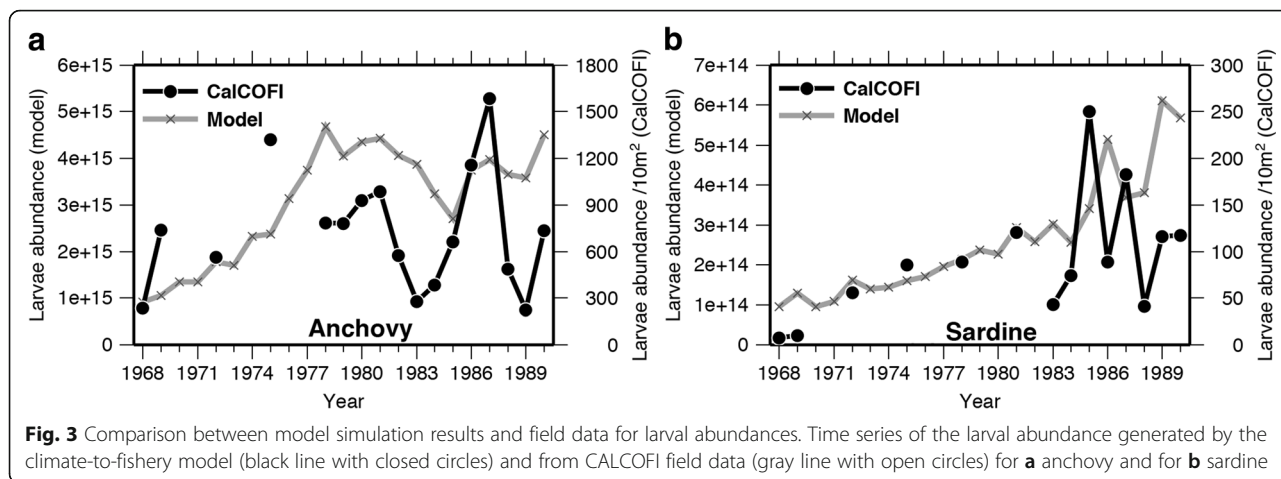 a
6e+15
5e+15
4e+15
3e+15
2e+15
1e+15
0
Larvae abundance (model)
1974 1977 1980 1983 1986 1989
1800
1500
1200
900
600
300
0
Larvae abundance /10m² (CalCOFI)
CalCOFI
Model
Anchovy
1968 1971 1974 1977 1980 1983 1986 1989
Year
b
7e+14
6e+14
5e+14
4e+14
3e+14
2e+14
1e+14
0
Larvae abundance (model)
300
250
200
150
100
50
0
Larvae abundance /10m² (CalCOFI)
CalCOFI
Model
Sardine
1968 1971 1974 1977 1980 1983 1986 1989
Year
Fig. 3 Comparison between model simulation results and field data for larval abundances. Time series of the larval abundance generated by the
climate-to-fishery model (black line with closed circles) and from CALCOFI field data (gray line with open circles) for a anchovy and for b sardine